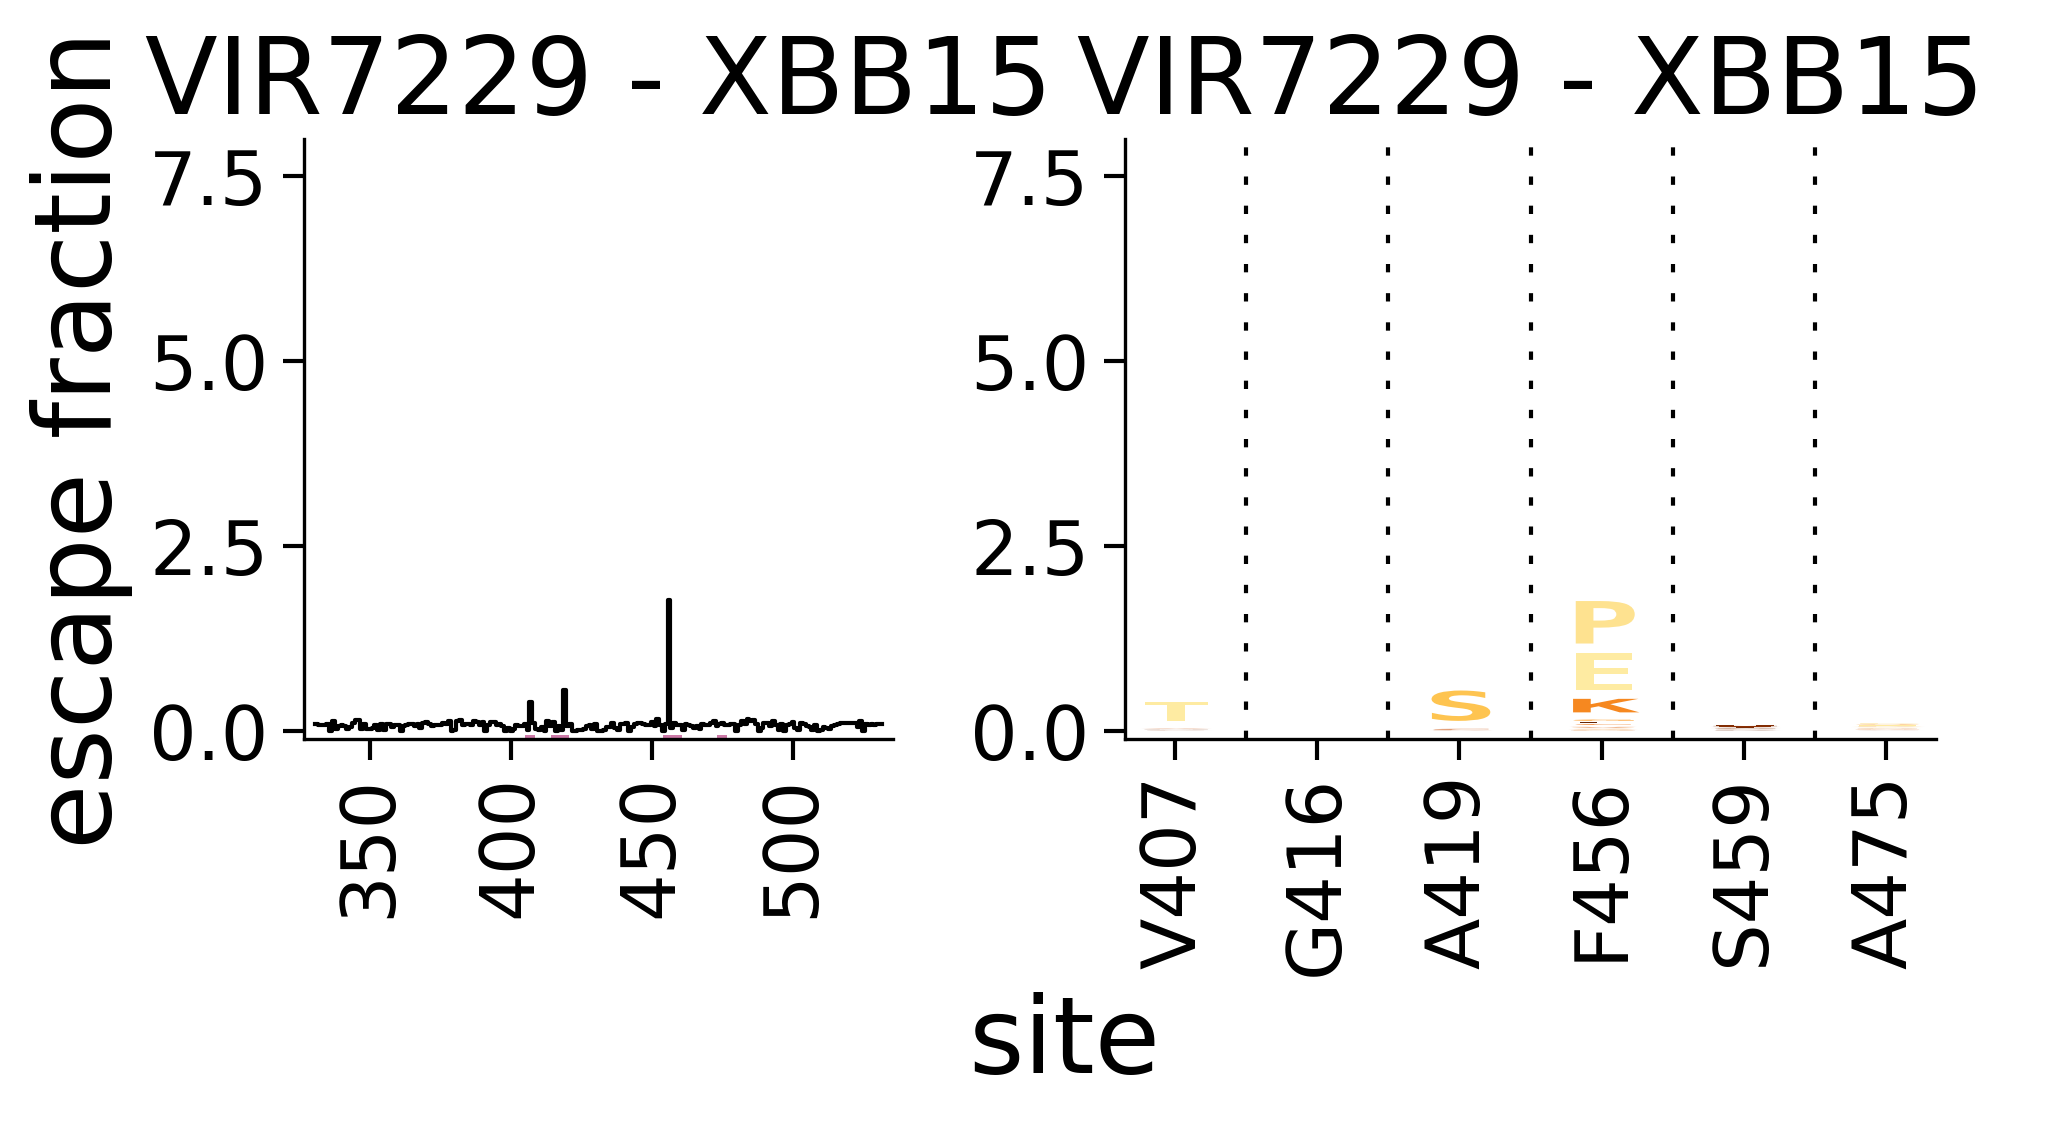 VIR7229 - XBB15 VIR7229 - XBB15
escape fraction
7.5
5.0
2.5
0.0
350
400
450
500
7.5
5.0
2.5
0.0
T
S
P
E
K
V407
G416
A419
F456
S459
A475
site